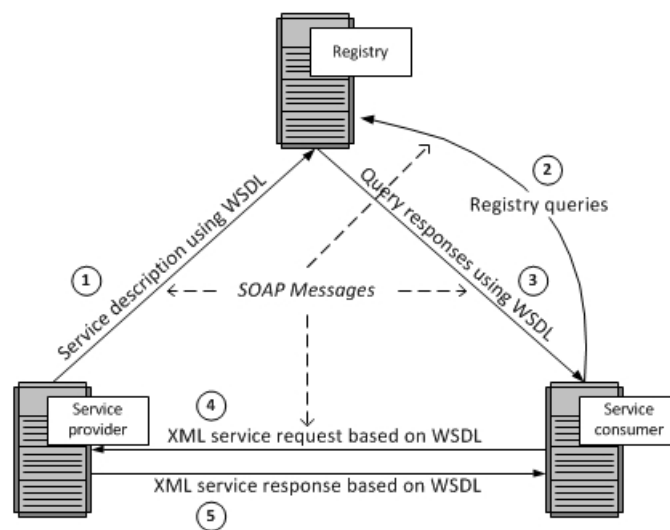 Registry
2
Registry queries
Query responses using WSDL
3
1
Service description using WSDL
SOAP Messages
Service
provider
4
XML service request based on WSDL
Service
consumer
XML service response based on WSDL
5